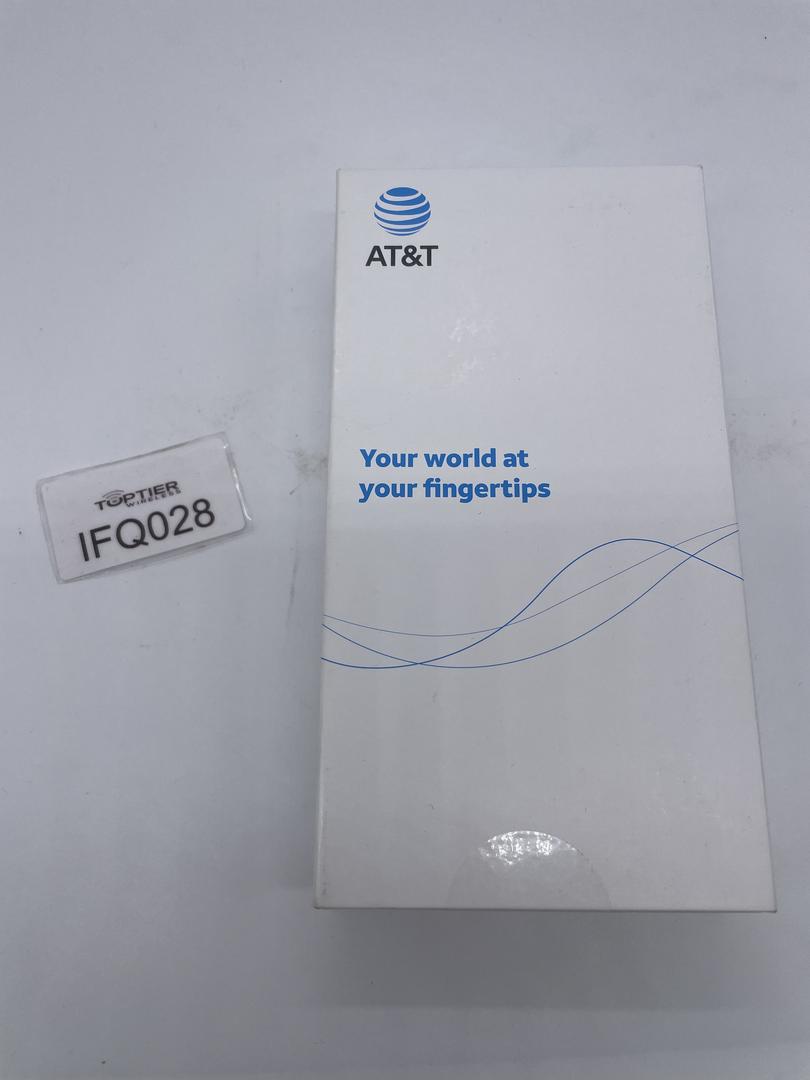 AT&T
Your world at
your fingertips
TOPTIER
WIRELESS
IFQ028